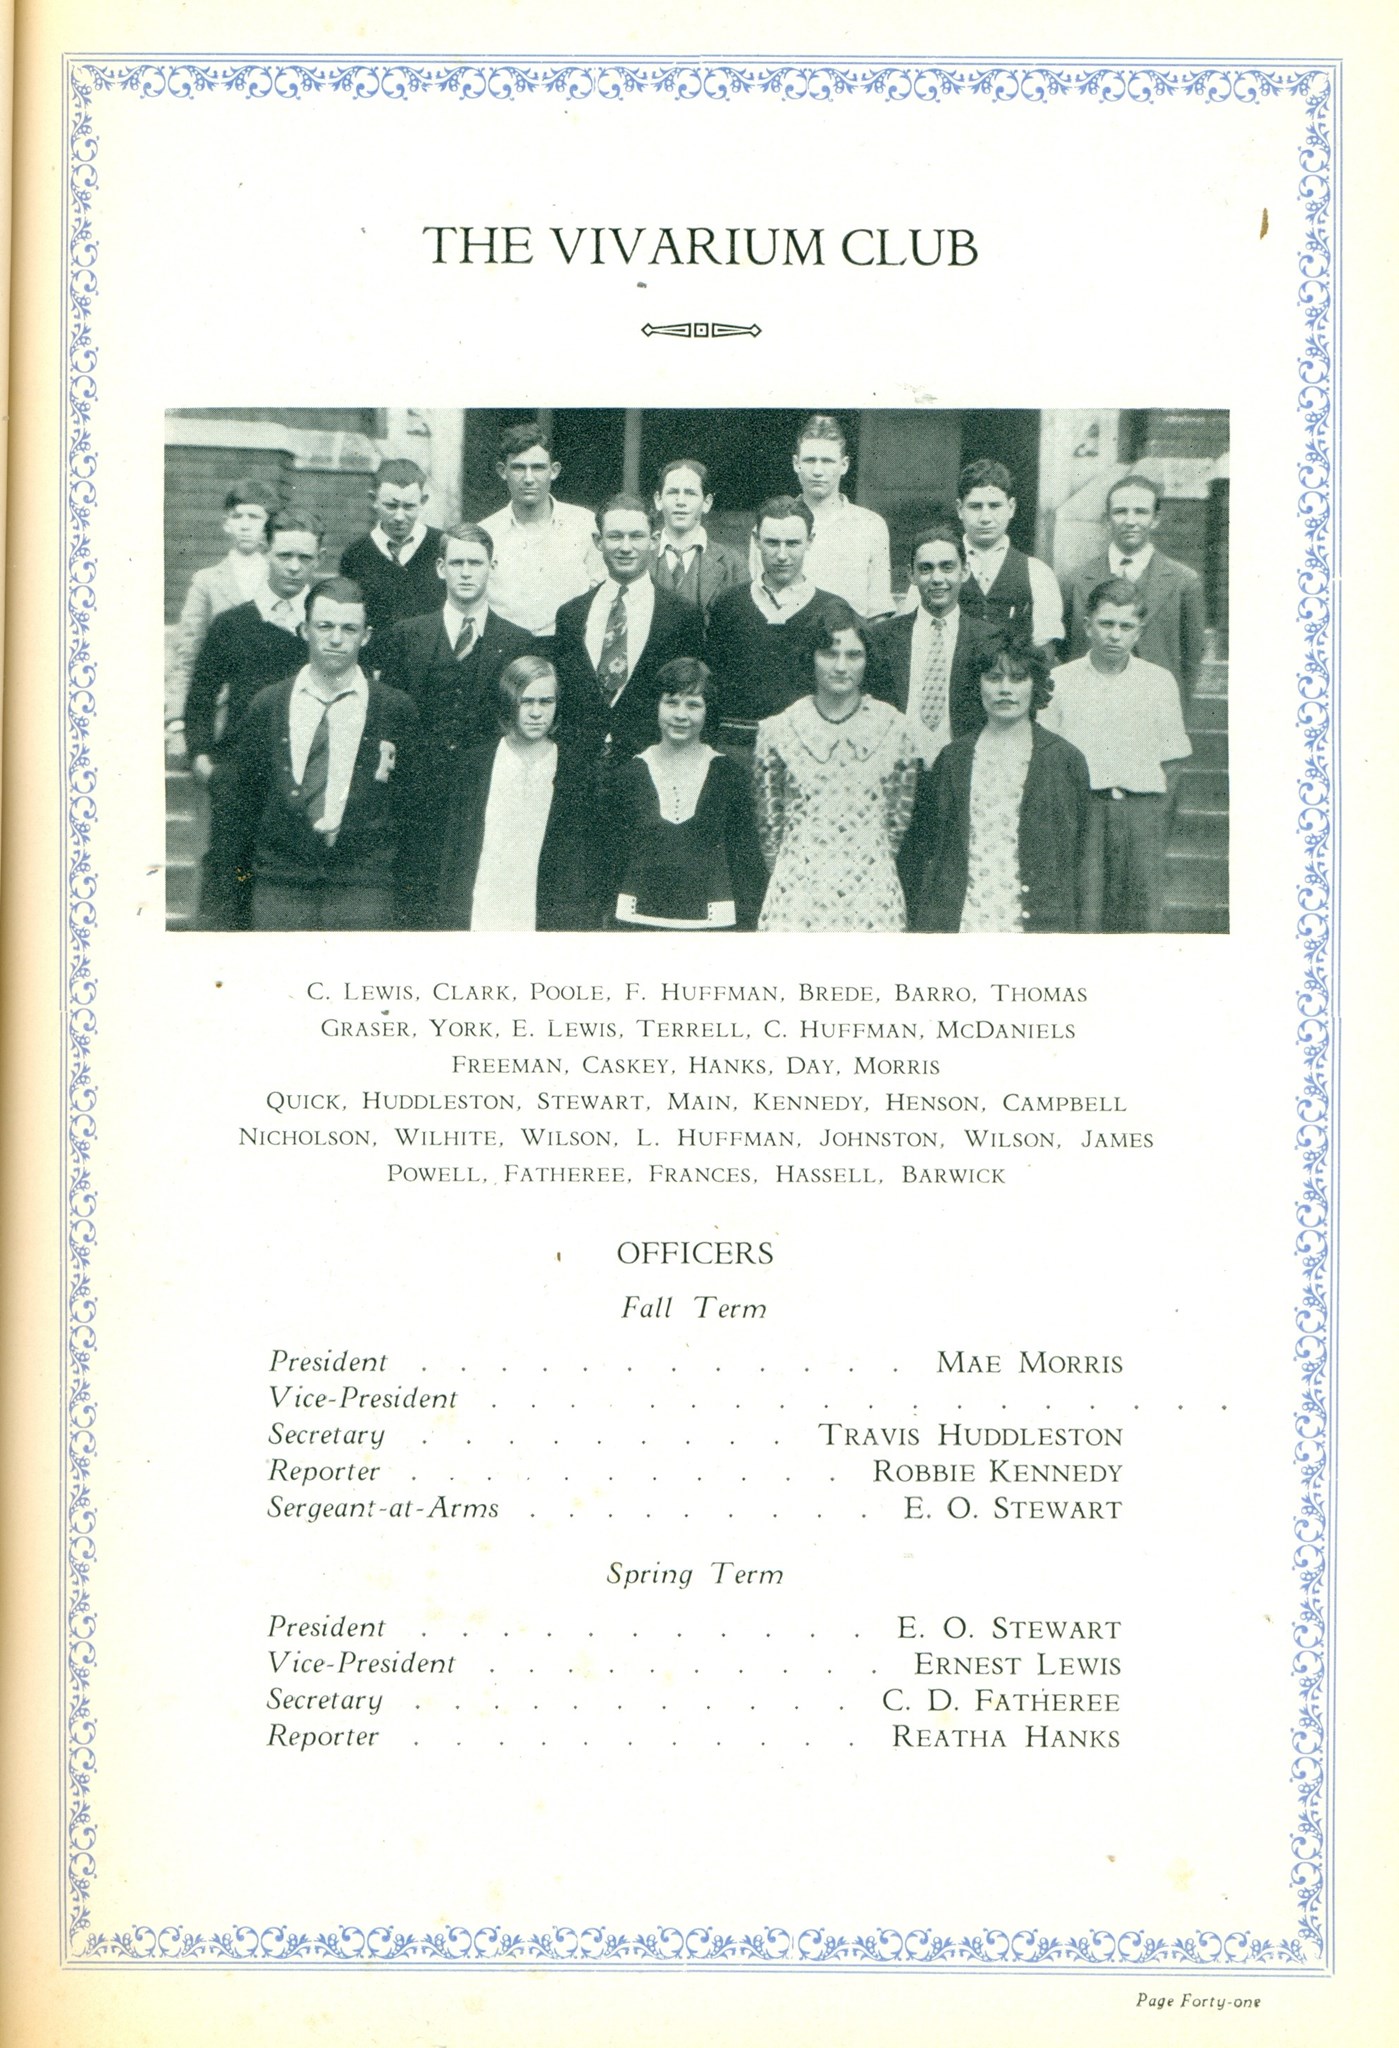 THE VIVARIUM CLUB
C. LEWIS, CLARK, POOLE, F. HUFFMAN, BREDE, BARRO, THOMAS
GRASER, YORK, E. LEWIS, TERRELL, C. HUFFMAN, MCDANIELS
FREEMAN, CASKEY, HANKS, DAY, MORRIS
QUICK, HUDDLESTON, STEWART, MAIN, KENNEDY, HENSON, CAMPBELL
NICHOLSON, WILHITE, WILSON, L. HUFFMAN, JOHNSTON, WILSON, JAMES
POWELL, FATHEREE, FRANCES, HASSELL, BARWICK
OFFICERS
Fall Term
President . . . . . . . . . . . . MAE MORRIS
Vice-President . . . . . . . . . . . . . . . . . .
Secretary . . . . . . . . . TRAVIS HUDDLESTON
Reporter . . . . . . . . . . . ROBBIE KENNEDY
Sergeant-at-Arms . . . . . . . . . E. O. STEWART
Spring Term
President . . . . . . . . . . . E. O. STEWART
Vice-President . . . . . . . . . . ERNEST LEWIS
Secretary . . . . . . . . . . . C. D. FATHEREE
Reporter . . . . . . . . . . . REATHA HANKS
Page Forty-one